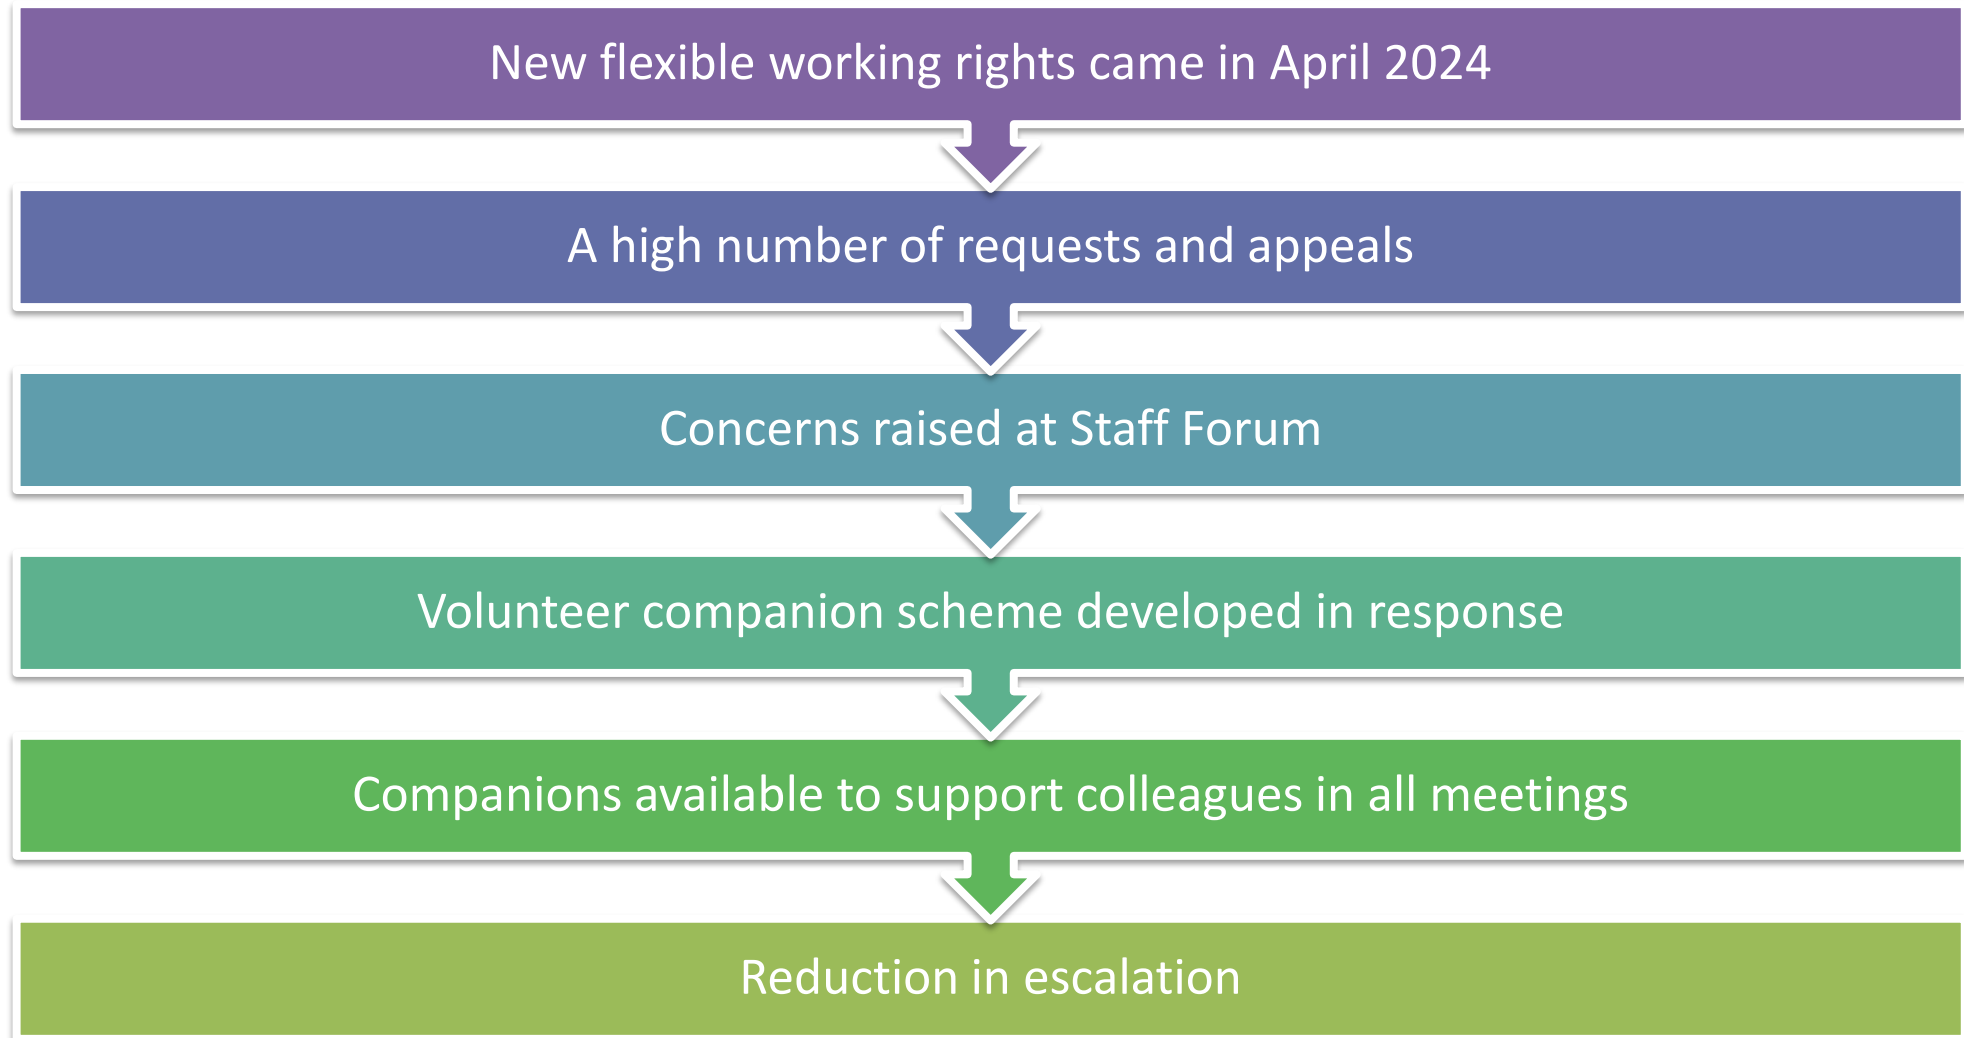 New flexible working rights came in April 2024
A high number of requests and appeals
Concerns raised at Staff Forum
Volunteer companion scheme developed in response
Companions available to support colleagues in all meetings
Reduction in escalation